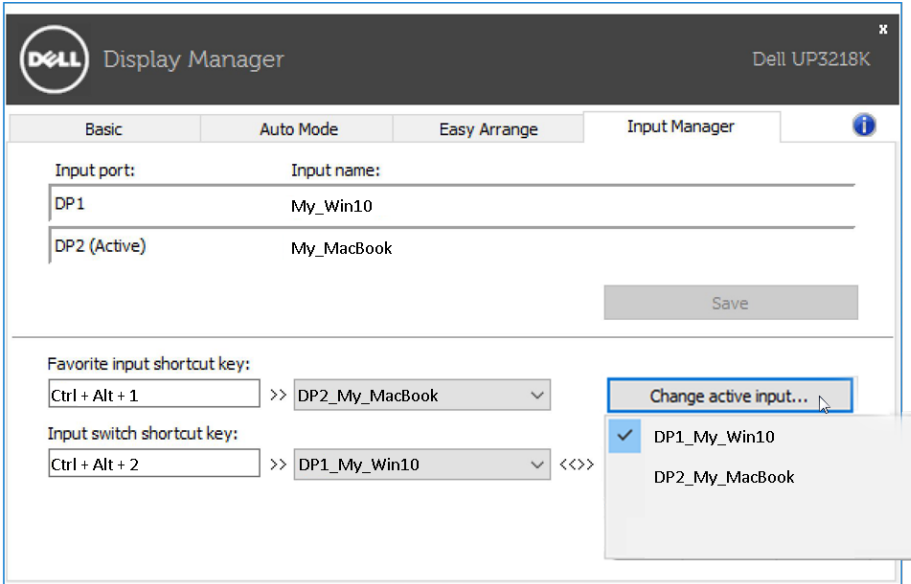 DELL Display Manager Dell UP3218K x
Basic Auto Mode Easy Arrange Input Manager i
Input port: Input name:
DP1 My_Win10
DP2 (Active) My_MacBook
Save
Favorite input shortcut key:
Ctrl + Alt + 1 >> DP2_My_MacBook Change active input...
Input switch shortcut key:
DP1_My_Win10
Ctrl + Alt + 2 >> DP1_My_Win10 <<>>
DP2_My_MacBook